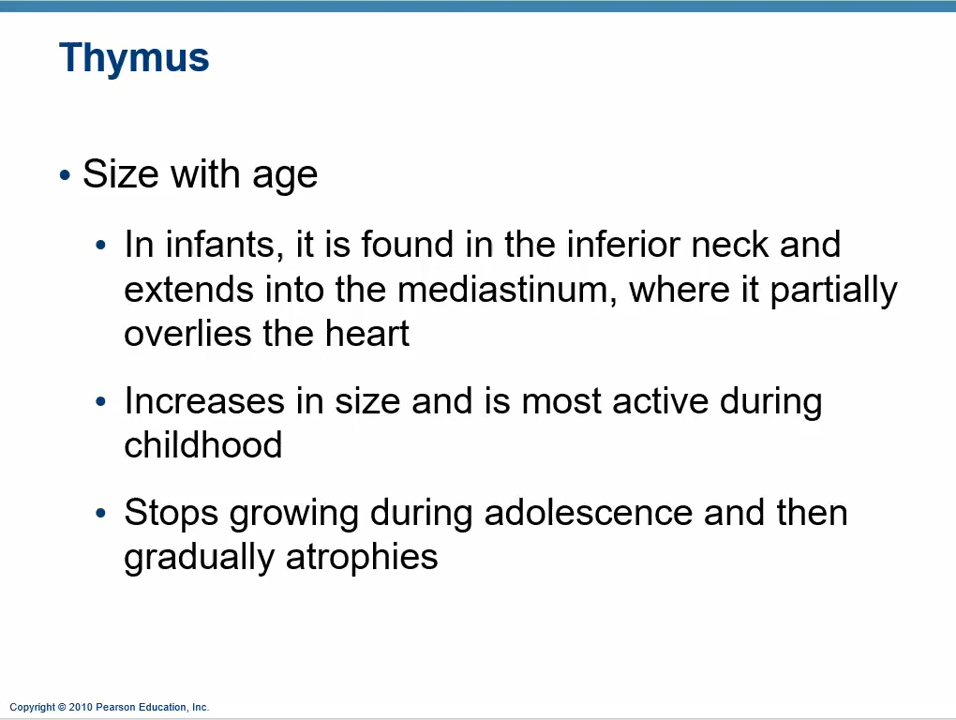 Thymus
• Size with age
• In infants, it is found in the inferior neck and
extends into the mediastinum, where it partially
overlies the heart
• Increases in size and is most active during
childhood
• Stops growing during adolescence and then
gradually atrophies
Copyright © 2010 Pearson Education, Inc.